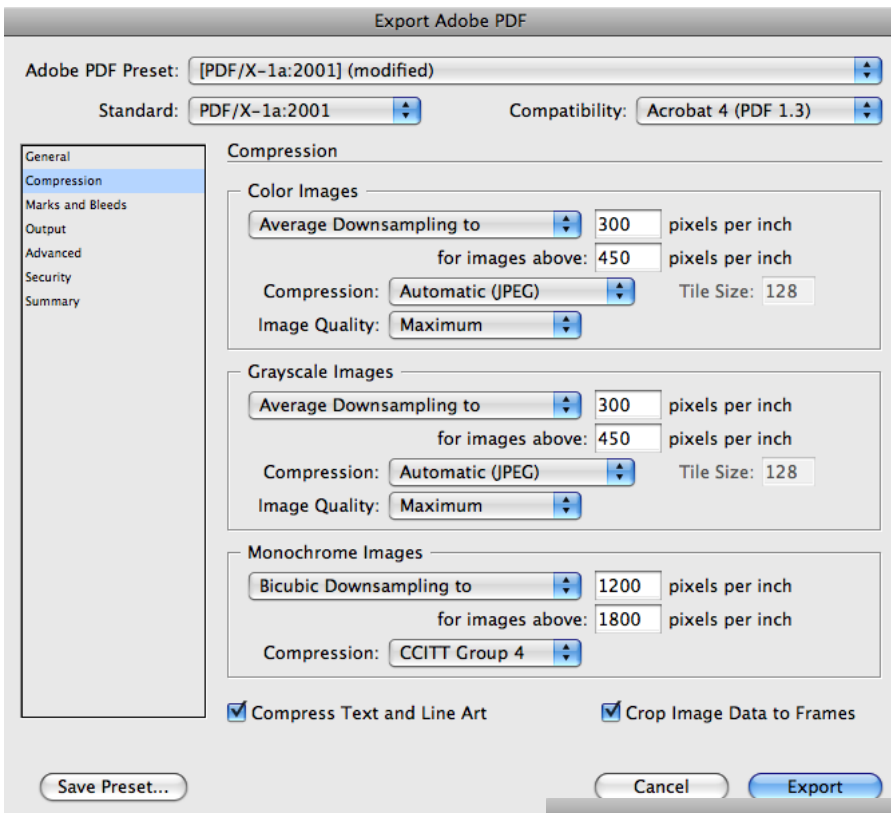 Export Adobe PDF
Adobe PDF Preset: [PDF/X-1a:2001] (modified)
Standard: PDF/X-1a:2001 Compatibility: Acrobat 4 (PDF 1.3)
General
Compression
Marks and Bleeds
Output
Advanced
Security
Summary
Compression
Color Images
Average Downsampling to 300 pixels per inch
for images above: 450 pixels per inch
Compression: Automatic (JPEG) Tile Size: 128
Image Quality: Maximum
Grayscale Images
Average Downsampling to 300 pixels per inch
for images above: 450 pixels per inch
Compression: Automatic (JPEG) Tile Size: 128
Image Quality: Maximum
Monochrome Images
Bicubic Downsampling to 1200 pixels per inch
for images above: 1800 pixels per inch
Compression: CCITT Group 4
Compress Text and Line Art Crop Image Data to Frames
Save Preset... Cancel Export